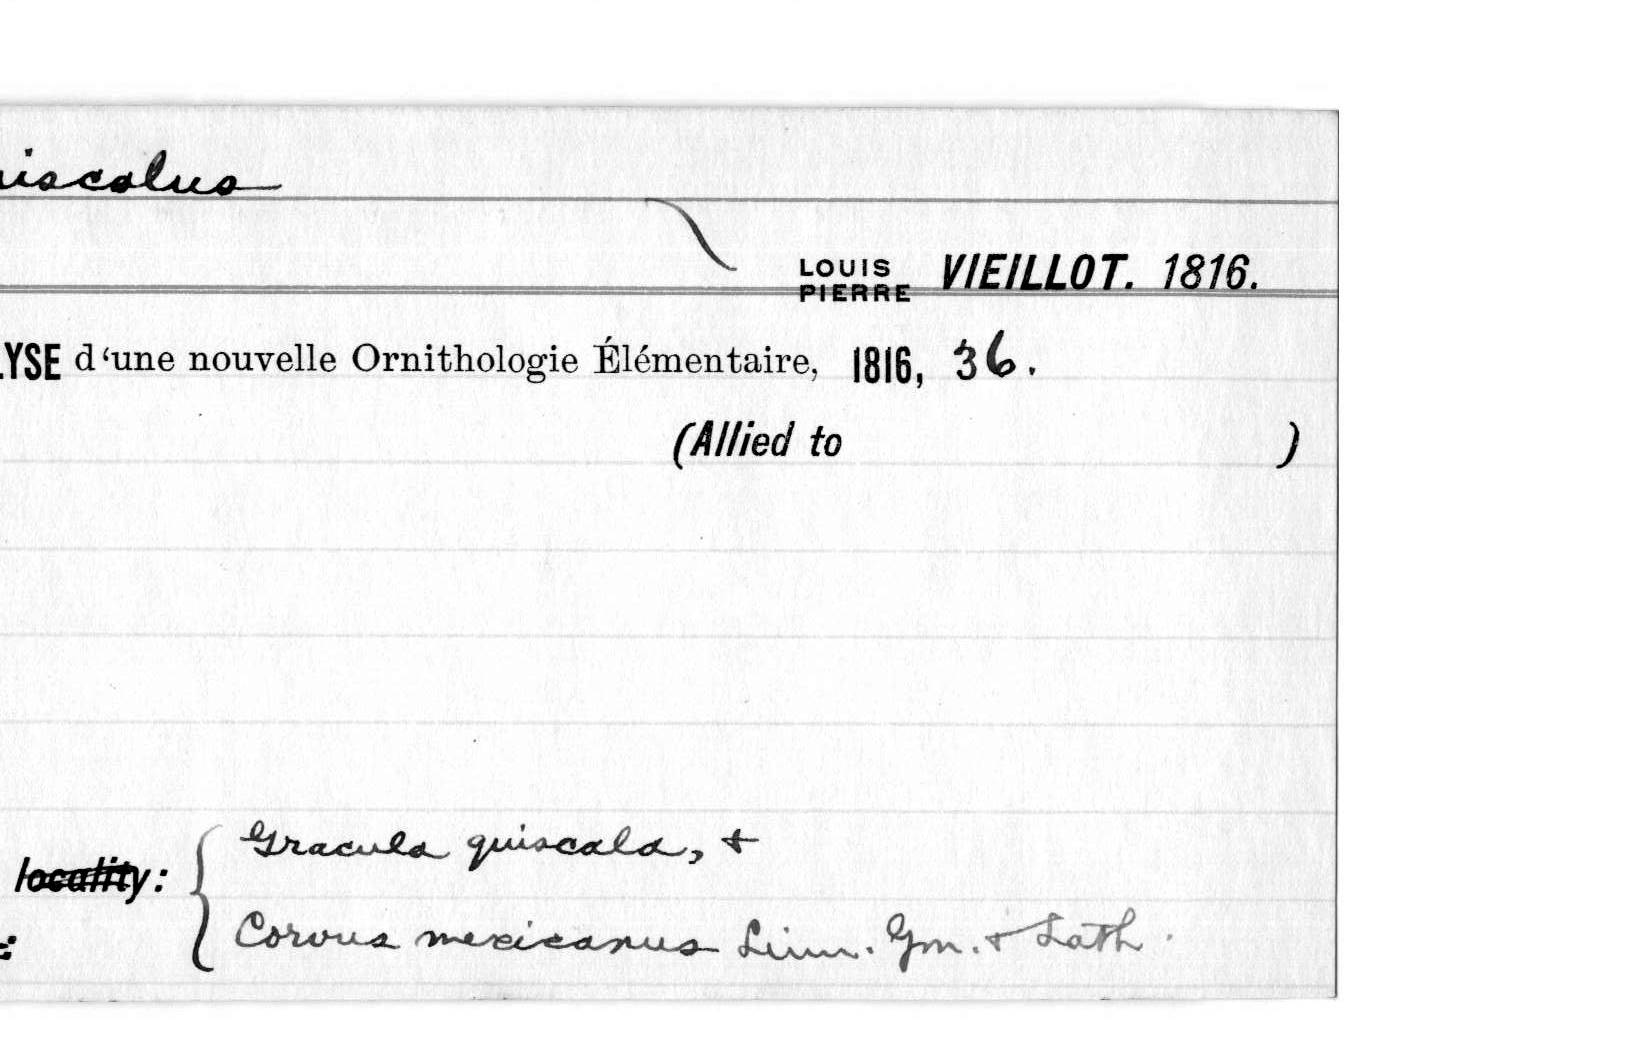 iscalus
LOUIS
PIERRE VIEILLOT. 1816.
LYSE d'une nouvelle Ornithologie Élémentaire, 1816, 36.
(Allied to )
Gracula quiscala, &
locality:
Corvus mexicanus Linn. Gm. & Lath.